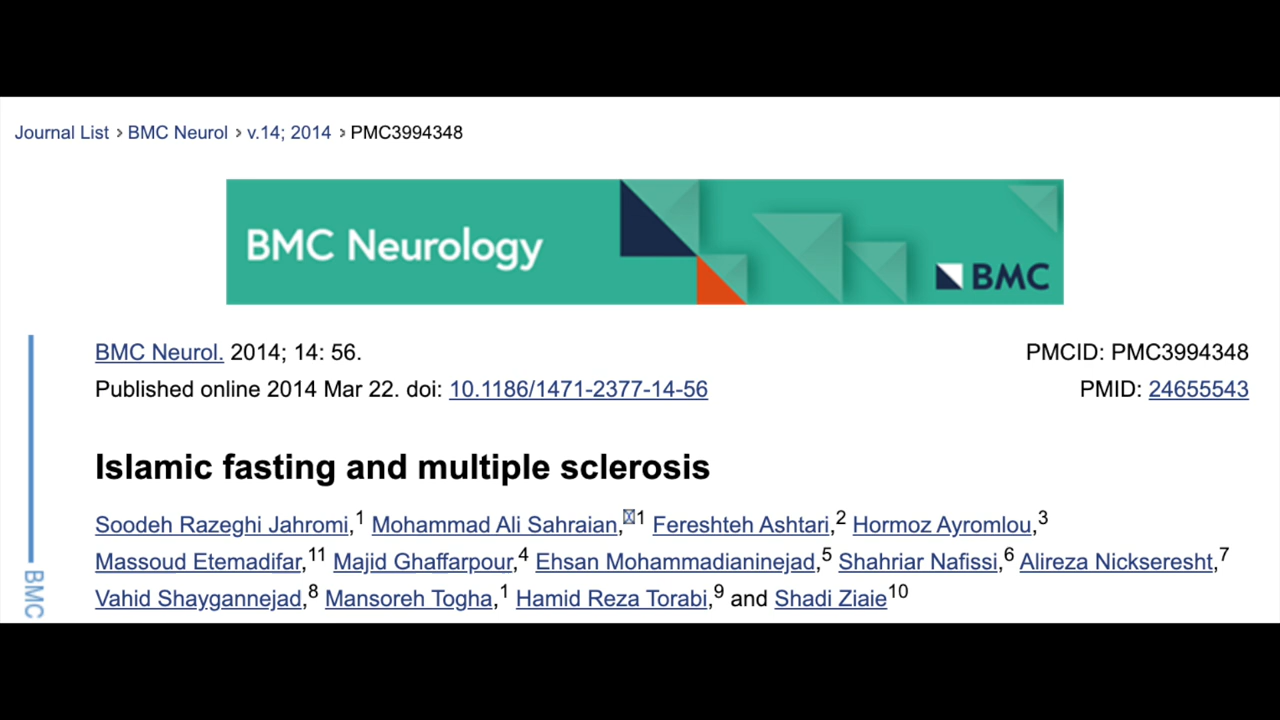 Journal List > BMC Neurol > v.14; 2014 > PMC3994348
BMC Neurology
BMC
BMC Neurol. 2014; 14: 56.
PMCID: PMC3994348
Published online 2014 Mar 22. doi: 10.1186/1471-2377-14-56
PMID: 24655543
Islamic fasting and multiple sclerosis
Soodeh Razeghi Jahromi,1 Mohammad Ali Sahraian,1 Fereshteh Ashtari,2 Hormoz Ayromlou,3
Massoud Etemadifar,11 Majid Ghaffarpour,4 Ehsan Mohammadianinejad,5 Shahriar Nafissi,6 Alireza Nickseresht,7
Vahid Shaygannejad,8 Mansoreh Togha,1 Hamid Reza Torabi,9 and Shadi Ziaie10
BMC